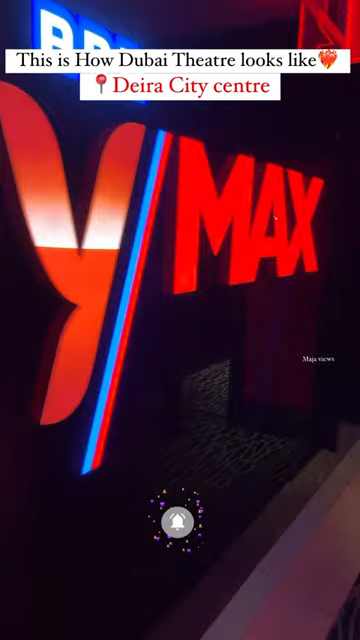 This is How Dubai Theatre looks like❤️‍🔥
📍Deira City centre
Y MAX
Maja views